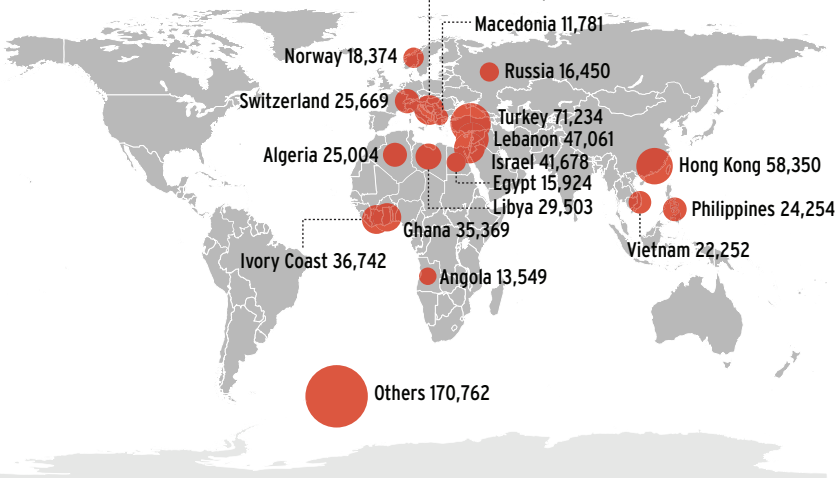 Macedonia 11,781
Norway 18,374
Russia 16,450
Switzerland 25,669
Turkey 71,234
Lebanon 47,061
Algeria 25,004
Israel 41,678
Hong Kong 58,350
Egypt 15,924
Libya 29,503
Philippines 24,254
Ghana 35,369
Vietnam 22,252
Ivory Coast 36,742
Angola 13,549
Others 170,762